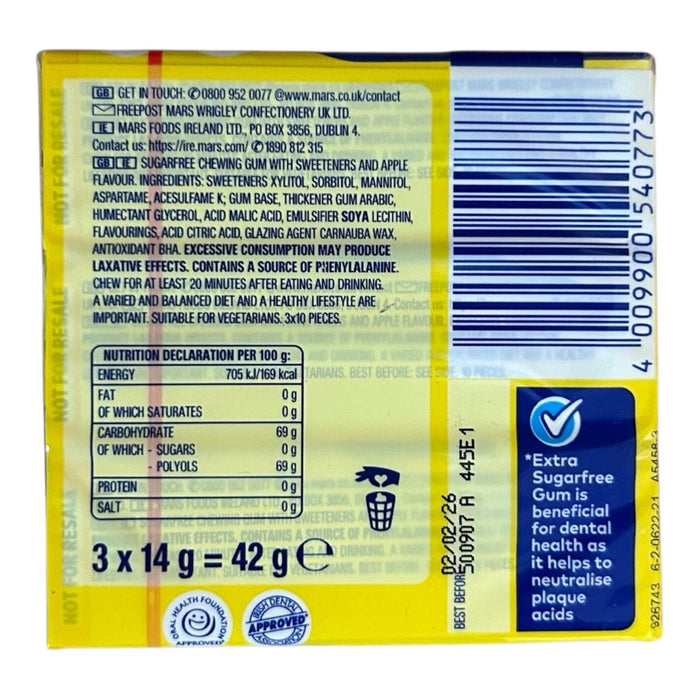 GB GET IN TOUCH: ✆0800 952 0077 @www.mars.co.uk/contact
FREEPOST MARS WRIGLEY CONFECTIONERY UK LTD.
IE MARS FOODS IRELAND LTD., PO BOX 3856, DUBLIN 4.
Contact us: https://ire.mars.com/ ✆1890 812 315
GB IE SUGARFREE CHEWING GUM WITH SWEETENERS AND APPLE
FLAVOUR. INGREDIENTS: SWEETENERS XYLITOL, SORBITOL, MANNITOL,
ASPARTAME, ACESULFAME K; GUM BASE, THICKENER GUM ARABIC,
HUMECTANT GLYCEROL, ACID MALIC ACID, EMULSIFIER SOYA LECITHIN,
FLAVOURINGS, ACID CITRIC ACID, GLAZING AGENT CARNAUBA WAX,
ANTIOXIDANT BHA. EXCESSIVE CONSUMPTION MAY PRODUCE
LAXATIVE EFFECTS. CONTAINS A SOURCE OF PHENYLALANINE.
CHEW FOR AT LEAST 20 MINUTES AFTER EATING AND DRINKING.
A VARIED AND BALANCED DIET AND A HEALTHY LIFESTYLE ARE
IMPORTANT. SUITABLE FOR VEGETARIANS. 3x10 PIECES.
NUTRITION DECLARATION PER 100 g:
ENERGY 705 kJ/169 kcal
FAT 0 g
OF WHICH SATURATES 0 g
CARBOHYDRATE 69 g
OF WHICH - SUGARS 0 g
- POLYOLS 69 g
PROTEIN 0 g
SALT 0 g
3 x 14 g = 42 g ℮
ORAL HEALTH FOUNDATION
APPROVED
IRISH DENTAL
APPROVED
ASSOCIATION
NOT FOR RESALE
NOT FOR RESALE
NOT FOR RESALE
4 009900 540773
BEST BEFORE
02/02/26
500907 A 445E1
*Extra
Sugarfree
Gum is
beneficial
for dental
health as
it helps to
neutralise
plaque
acids
926743 6-2-0622-21